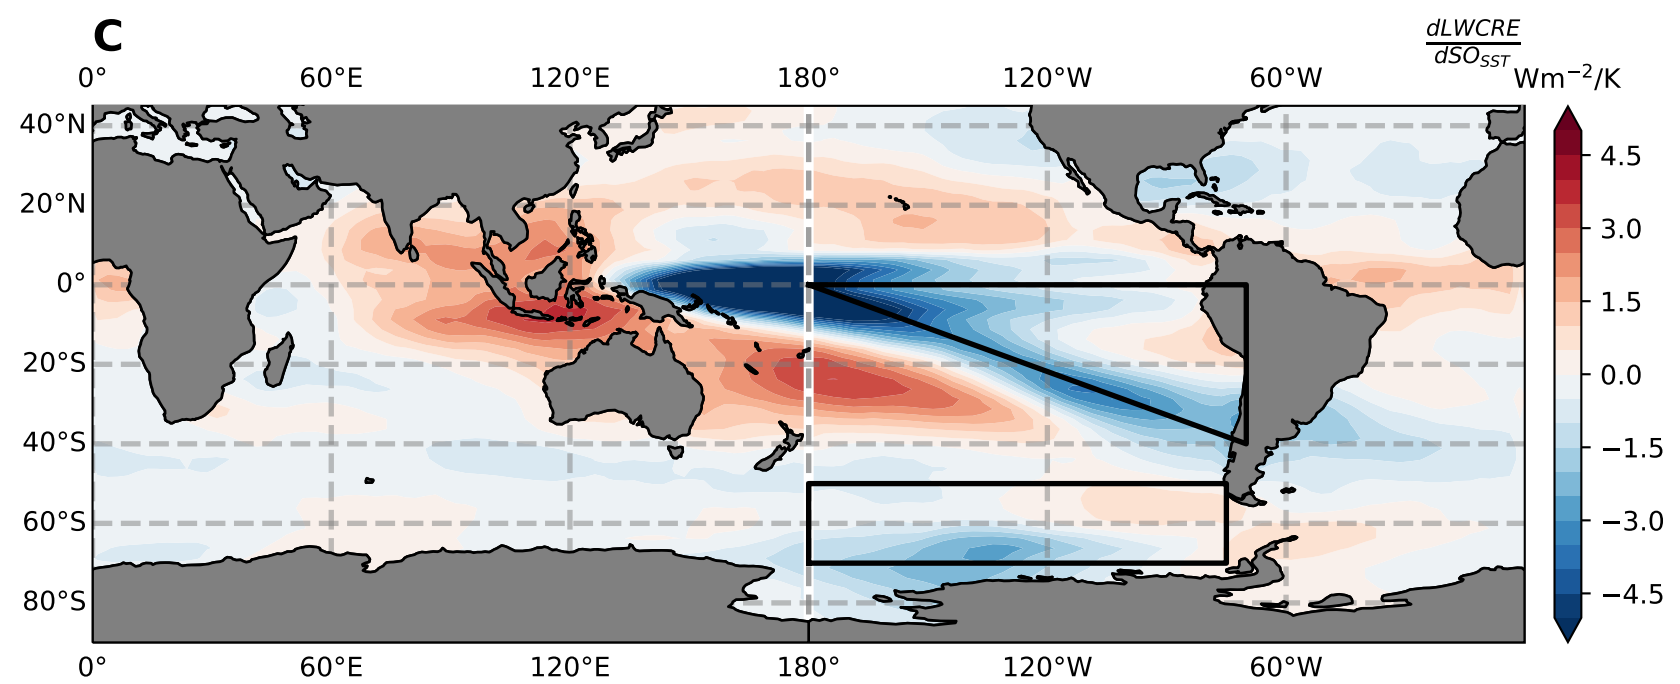 C
dLWCRE
dSO_SST
Wm⁻²/K
0° 60°E 120°E 180° 120°W 60°W
40°N
20°N
0°
20°S
40°S
60°S
80°S
4.5
3.0
1.5
0.0
−1.5
−3.0
−4.5
0° 60°E 120°E 180° 120°W 60°W